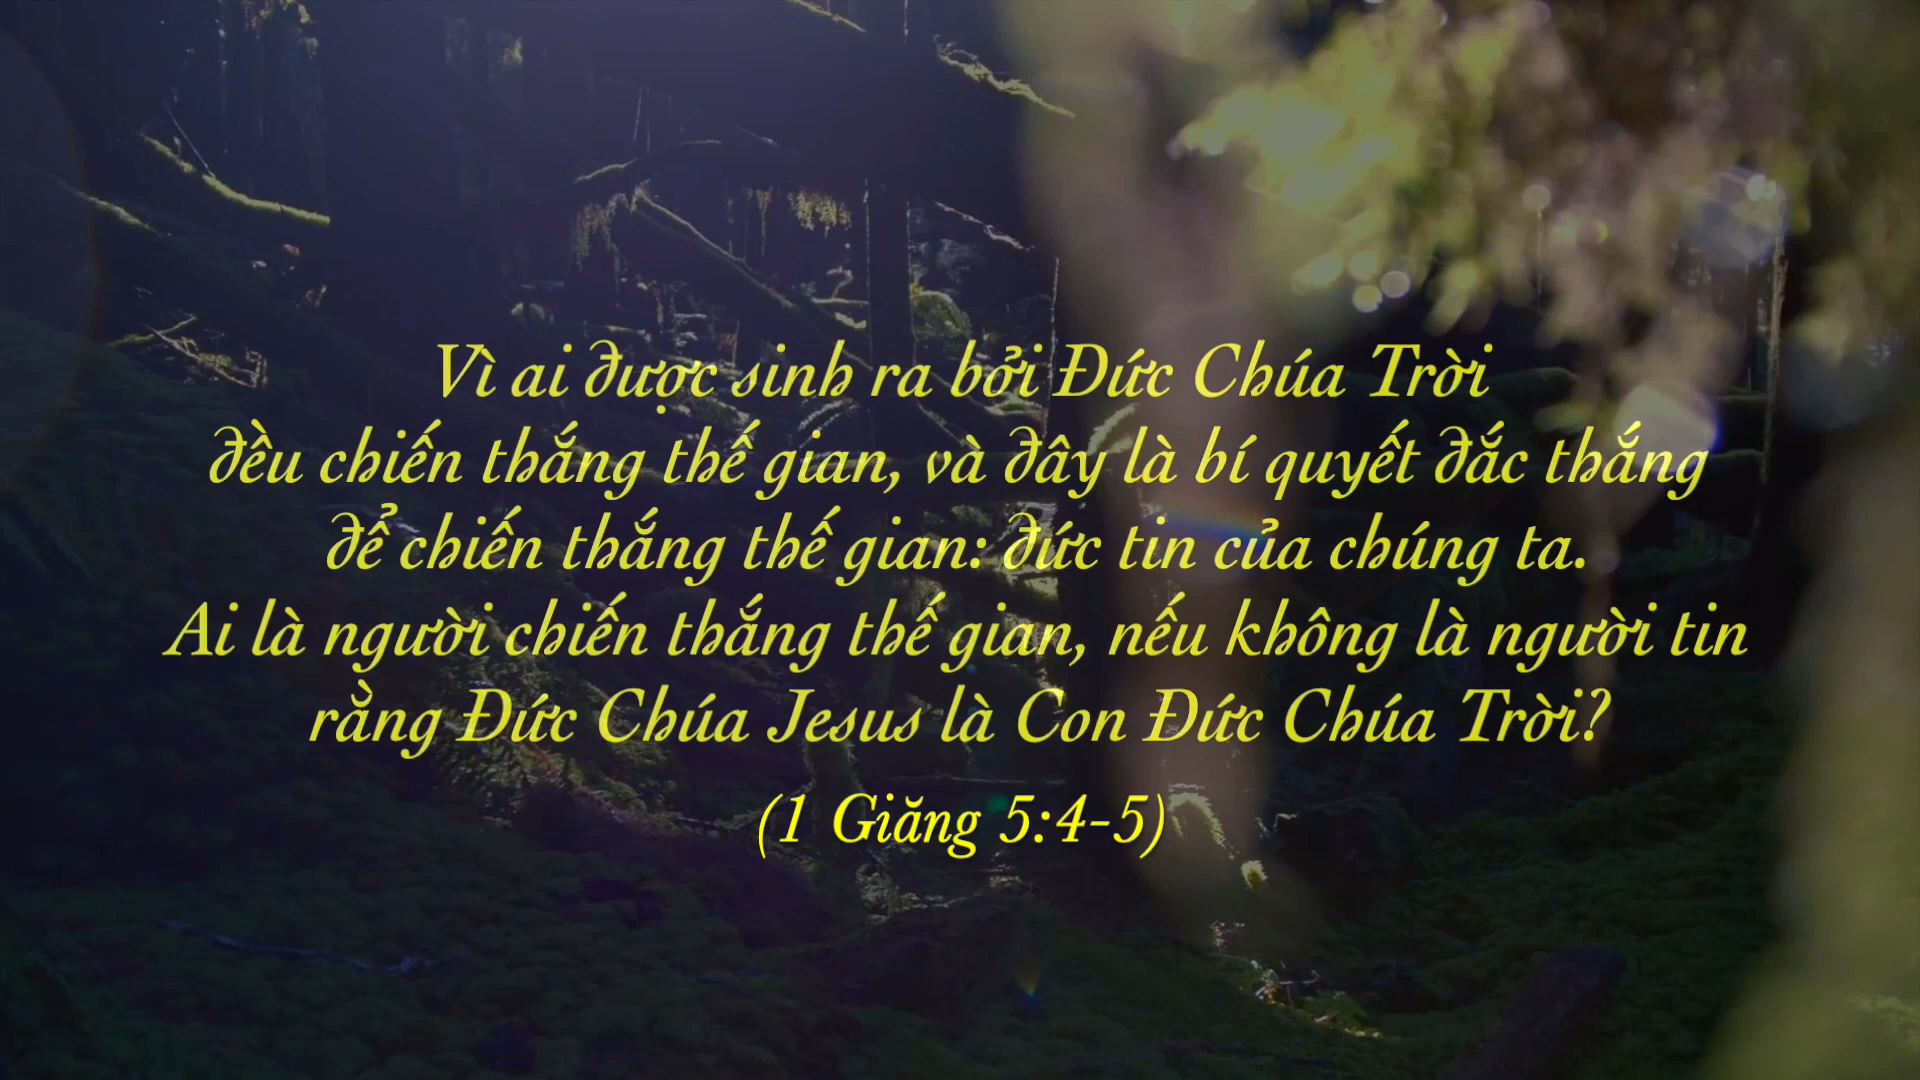 Vì ai được sinh ra bởi Đức Chúa Trời
đều chiến thắng thế gian, và đây là bí quyết đắc thắng
để chiến thắng thế gian: đức tin của chúng ta.
Ai là người chiến thắng thế gian, nếu không là người tin
rằng Đức Chúa Jesus là Con Đức Chúa Trời?
(1 Giăng 5:4-5)